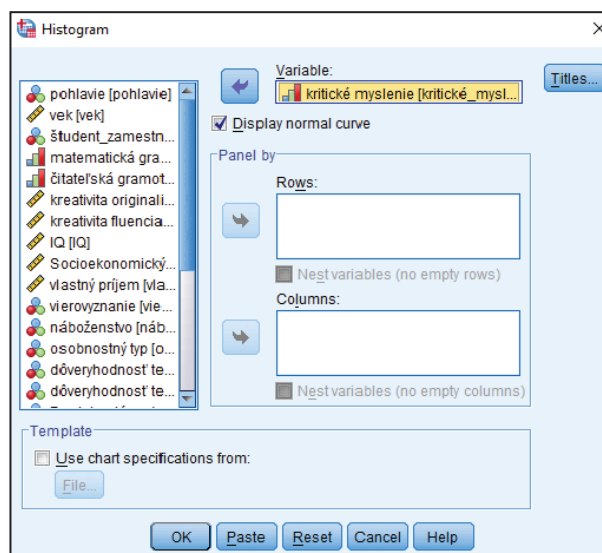 Histogram
pohlavie [pohlavie]
vek [vek]
študent_zamestn...
matematická gra...
čitateľská gramot...
kreativita originali...
kreativita fluencia...
IQ [IQ]
Socioekonomický...
vlastný príjem [vla...
vierovyznanie [vie...
náboženstvo [náb...
osobnostný typ [o...
dôveryhodnosť te...
dôveryhodnosť te...
Variable:
kritické myslenie [kritické_mysl...
Titles...
Display normal curve
Panel by
Rows:
Nest variables (no empty rows)
Columns:
Nest variables (no empty columns)
Template
Use chart specifications from:
File...
OK Paste Reset Cancel Help